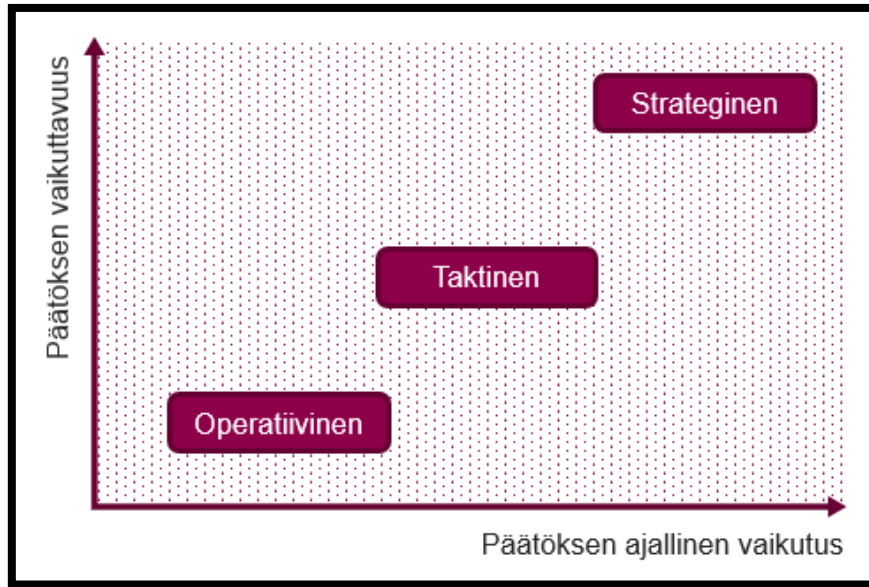 Päätöksen vaikuttavuus
Strateginen
Taktinen
Operatiivinen
Päätöksen ajallinen vaikutus